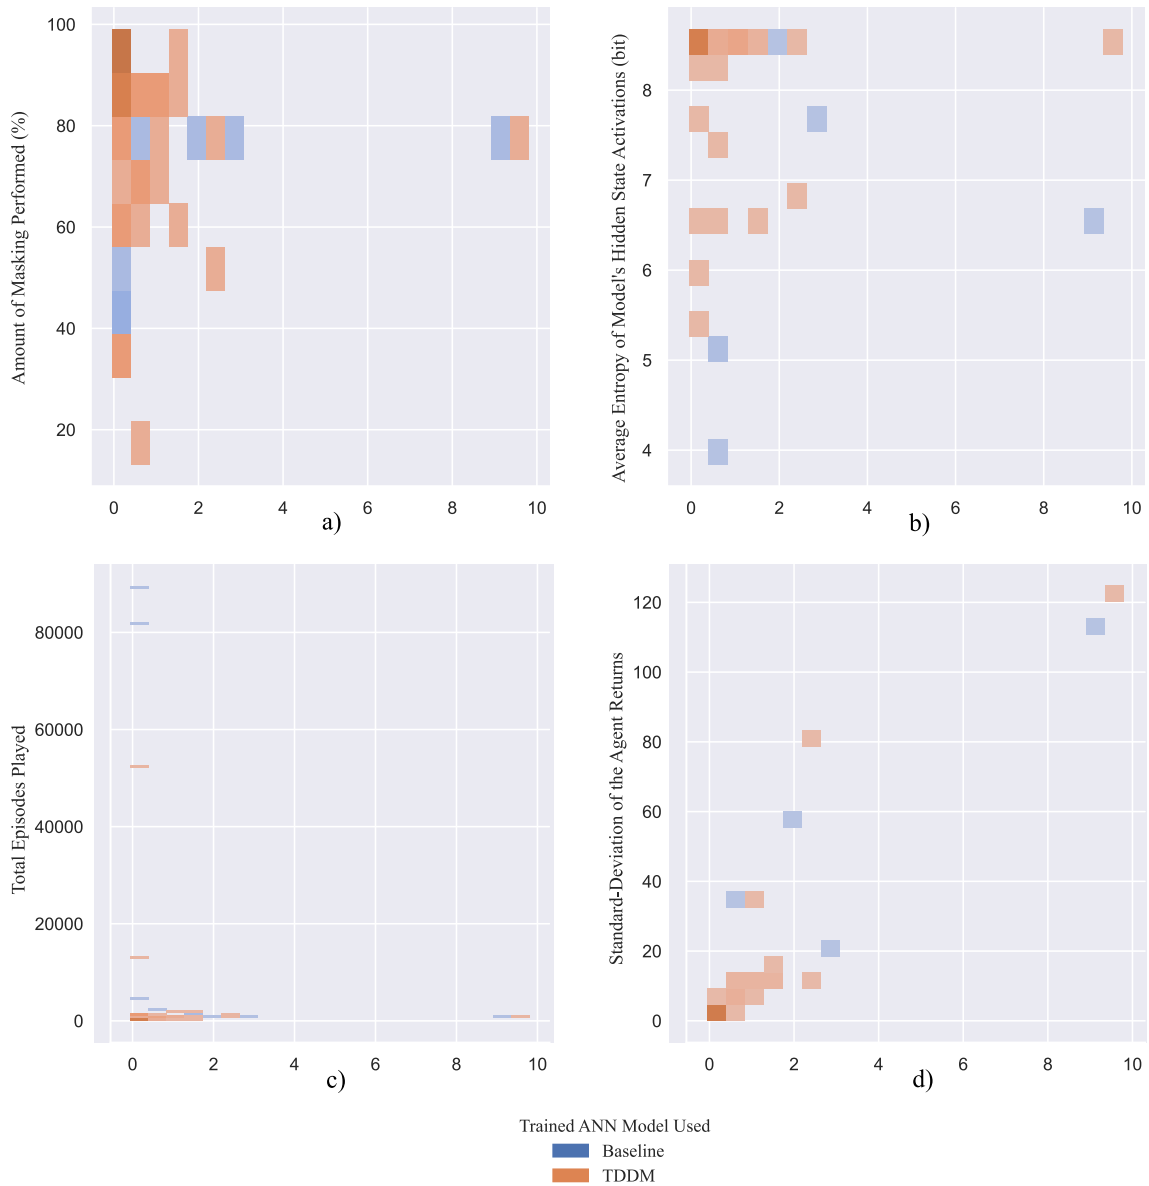 Amount of Masking Performed (%)
100
80
60
40
20
0 2 4 6 8 10
a)
Average Entropy of Model's Hidden State Activations (bit)
8
7
6
5
4
0 2 4 6 8 10
b)
Total Episodes Played
80000
60000
40000
20000
0
0 2 4 6 8 10
c)
Standard-Deviation of the Agent Returns
120
100
80
60
40
20
0
0 2 4 6 8 10
d)
Trained ANN Model Used
Baseline
TDDM